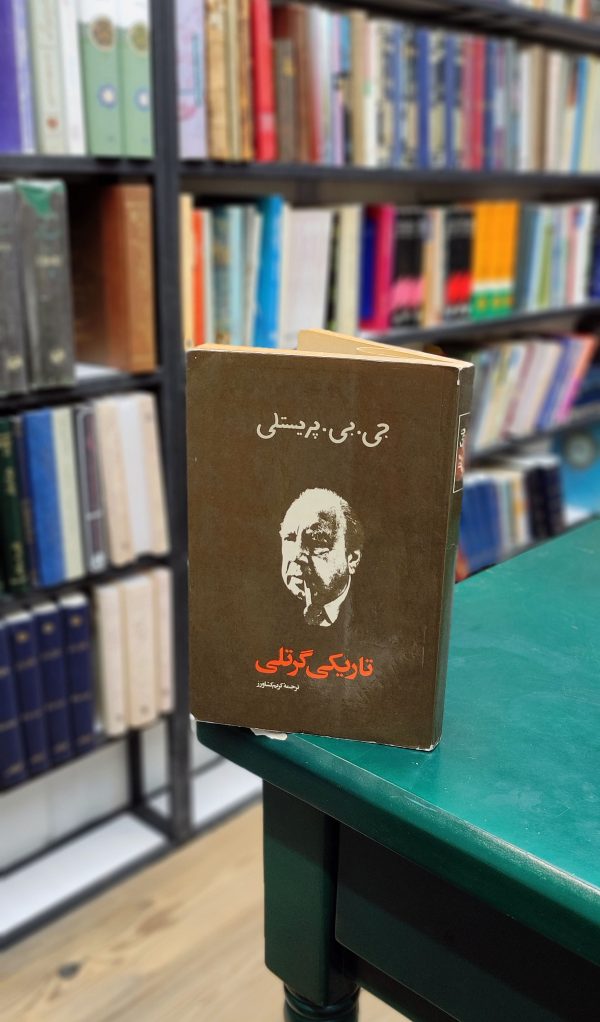 جی.بی.پریستلی
تاریکی گرتلی
ترجمهٔ کریم کشاورز